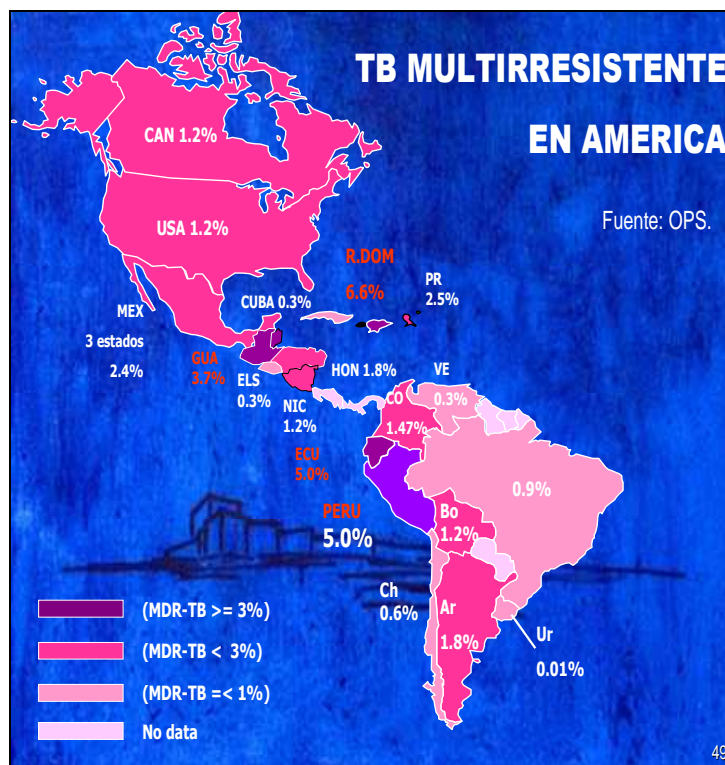 TB MULTIRRESISTENTE
EN AMERICA
Fuente: OPS.
CAN 1.2%
USA 1.2%
R.DOM
6.6%
PR
2.5%
CUBA 0.3%
MEX
3 estados
2.4%
GUA
3.7%
ELS
0.3%
HON 1.8%
NIC
1.2%
VE
0.3%
CO
1.47%
ECU
5.0%
PERU
5.0%
0.9%
Bo
1.2%
Ch
0.6%
Ar
1.8%
Ur
0.01%
(MDR-TB >= 3%)
(MDR-TB < 3%)
(MDR-TB =< 1%)
No data
49